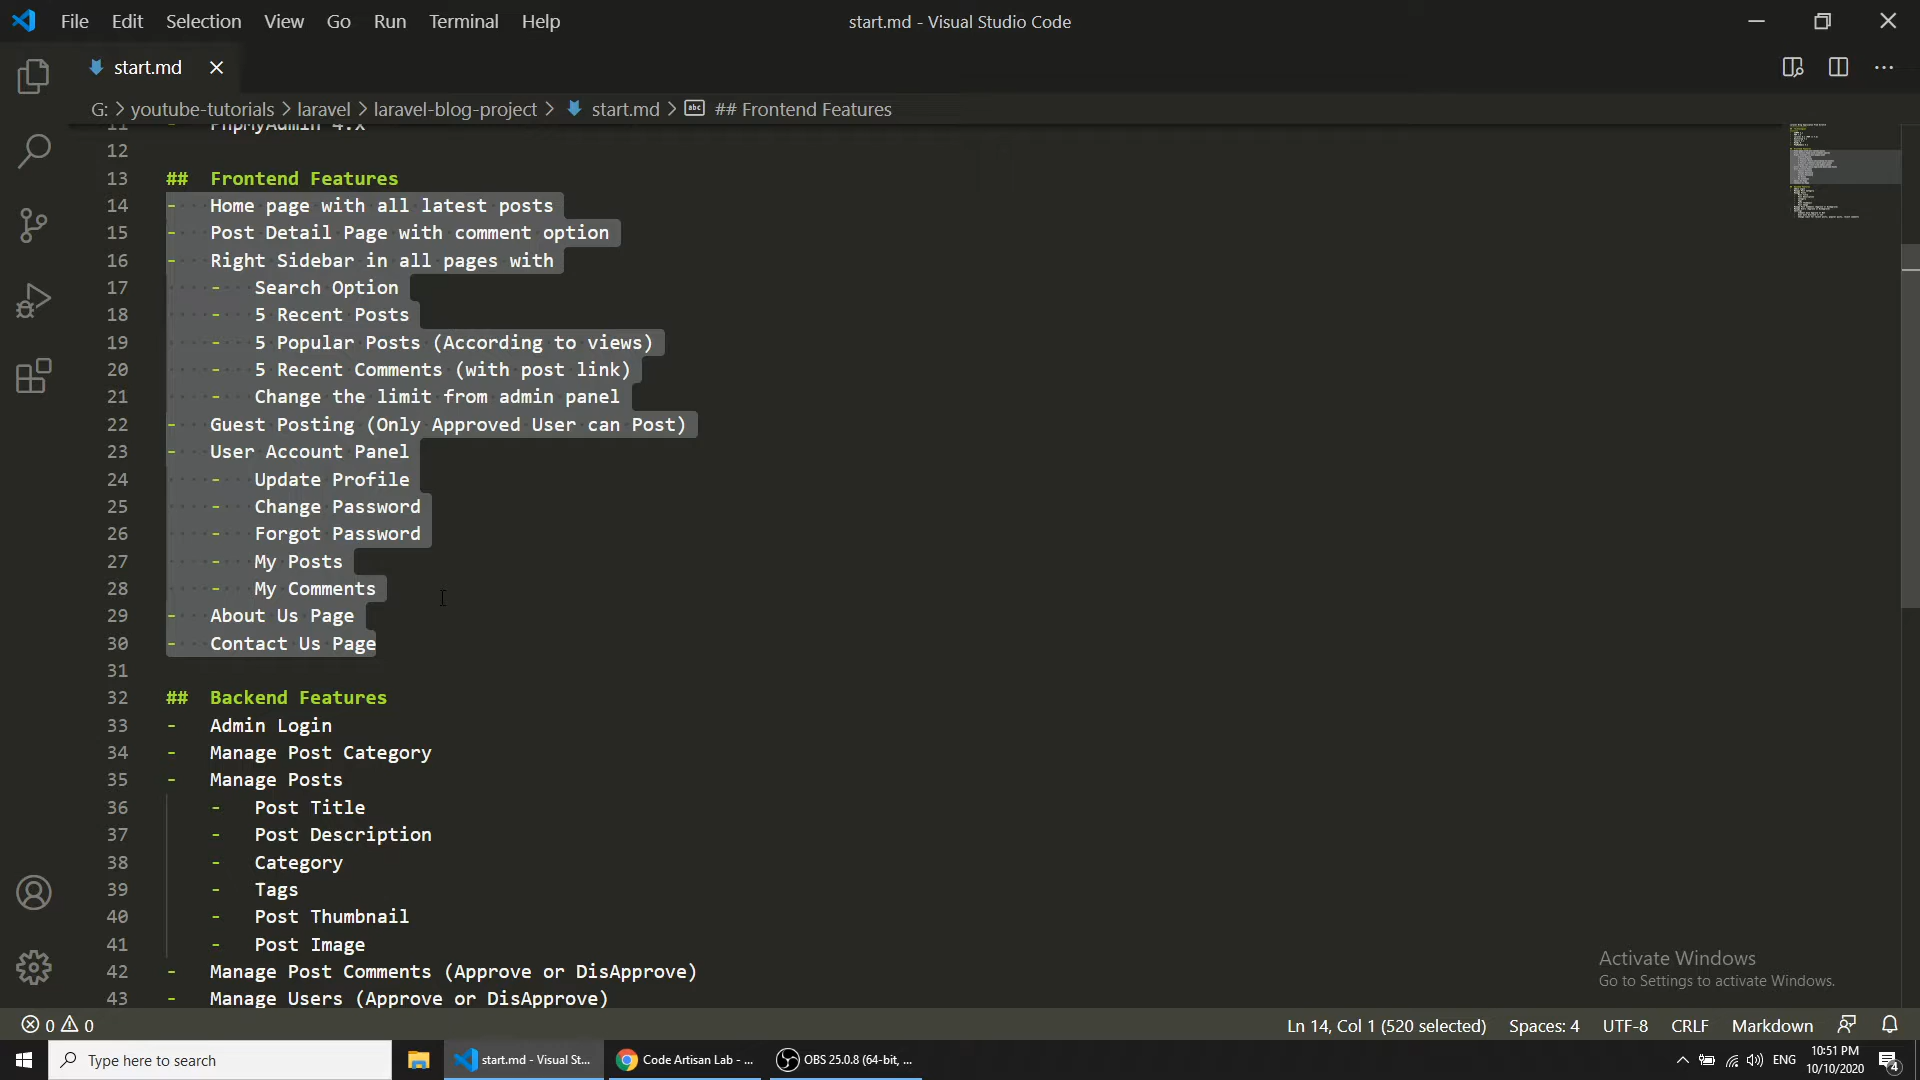 File Edit Selection View Go Run Terminal Help
start.md - Visual Studio Code
start.md
G: > youtube-tutorials > laravel > laravel-blog-project > start.md > ## Frontend Features
11 - PhpMyAdmin 4.x
12
13 ## Frontend Features
14 - Home page with all latest posts
15 - Post Detail Page with comment option
16 - Right Sidebar in all pages with
17 - Search Option
18 - 5 Recent Posts
19 - 5 Popular Posts (According to views)
20 - 5 Recent Comments (with post link)
21 - Change the limit from admin panel
22 - Guest Posting (Only Approved User can Post)
23 - User Account Panel
24 - Update Profile
25 - Change Password
26 - Forgot Password
27 - My Posts
28 - My Comments
29 - About Us Page
30 - Contact Us Page
31
32 ## Backend Features
33 - Admin Login
34 - Manage Post Category
35 - Manage Posts
36 - Post Title
37 - Post Description
38 - Category
39 - Tags
40 - Post Thumbnail
41 - Post Image
42 - Manage Post Comments (Approve or DisApprove)
43 - Manage Users (Approve or DisApprove)
Activate Windows
Go to Settings to activate Windows.
0 0
Ln 14, Col 1 (520 selected) Spaces: 4 UTF-8 CRLF Markdown
Type here to search
start.md - Visual St...
Code Artisan Lab - ...
OBS 25.0.8 (64-bit, ...
ENG
10:51 PM
10/10/2020
4